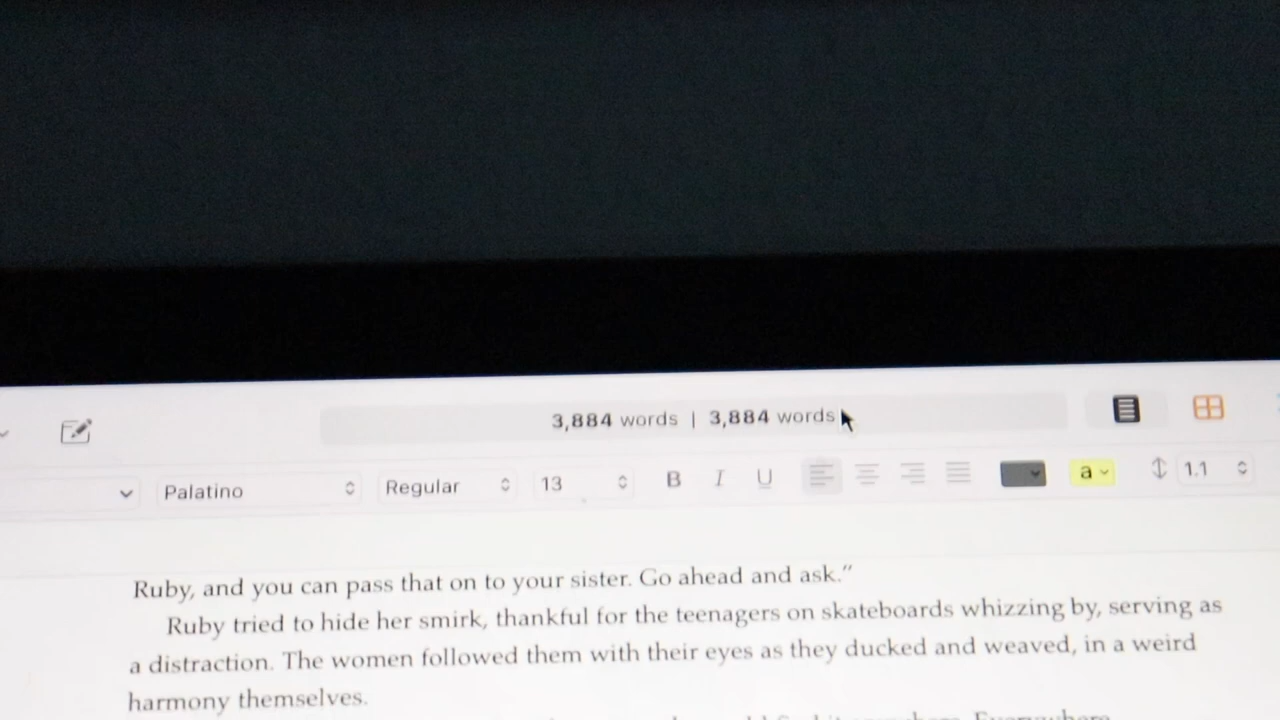 3,884 words | 3,884 words
Palatino Regular 13 B I U a 1.1
Ruby, and you can pass that on to your sister. Go ahead and ask.”
Ruby tried to hide her smirk, thankful for the teenagers on skateboards whizzing by, serving as
a distraction. The women followed them with their eyes as they ducked and weaved, in a weird
harmony themselves.